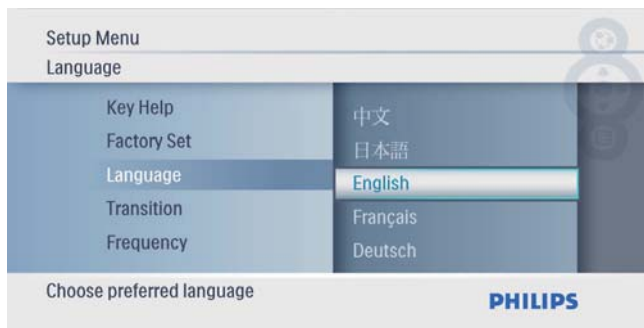 Setup Menu
Language
Key Help
Factory Set
Language
Transition
Frequency
中文
日本語
English
Français
Deutsch
Choose preferred language
PHILIPS